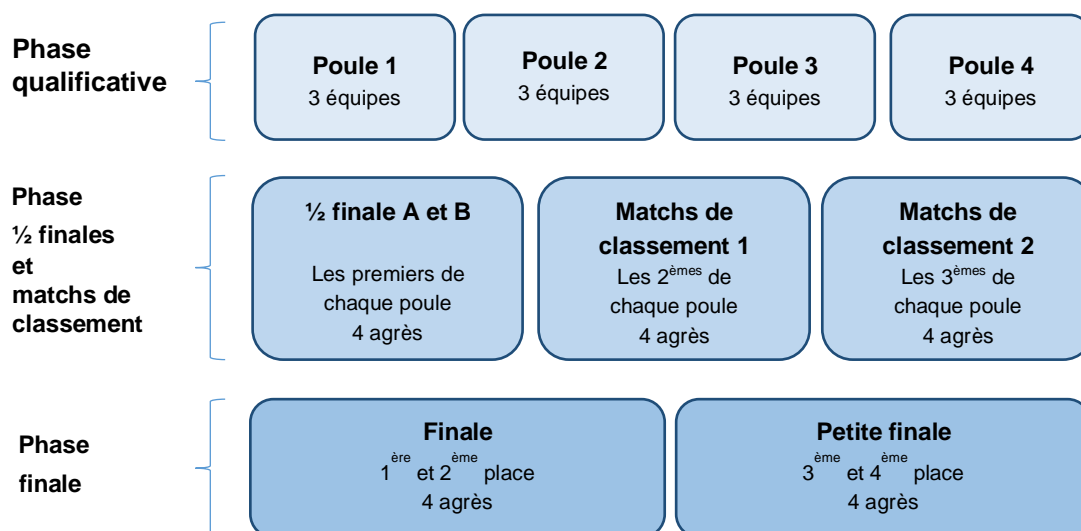 Phase
qualificative
Poule 1
3 équipes
Poule 2
3 équipes
Poule 3
3 équipes
Poule 4
3 équipes
Phase
½ finales
et
matchs de
classement
½ finale A et B
Les premiers de
chaque poule
4 agrès
Matchs de
classement 1
Les 2èmes de
chaque poule
4 agrès
Matchs de
classement 2
Les 3èmes de
chaque poule
4 agrès
Phase
finale
Finale
1ère et 2ème place
4 agrès
Petite finale
3ème et 4ème place
4 agrès